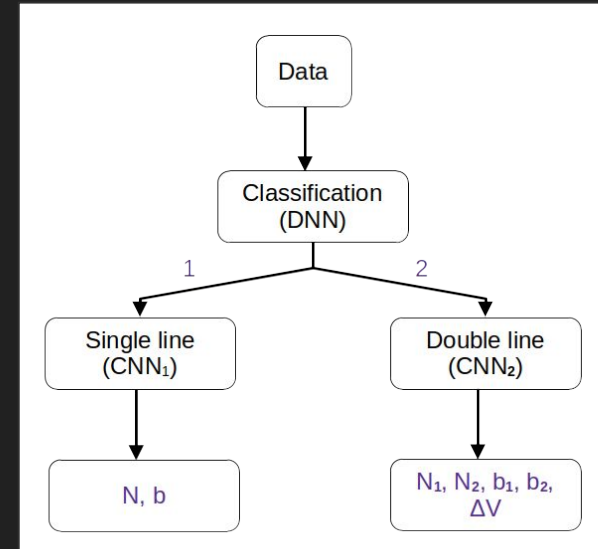 Data
Classification
(DNN)
1
2
Single line
(CNN₁)
Double line
(CNN₂)
N, b
N₁, N₂, b₁, b₂,
ΔV